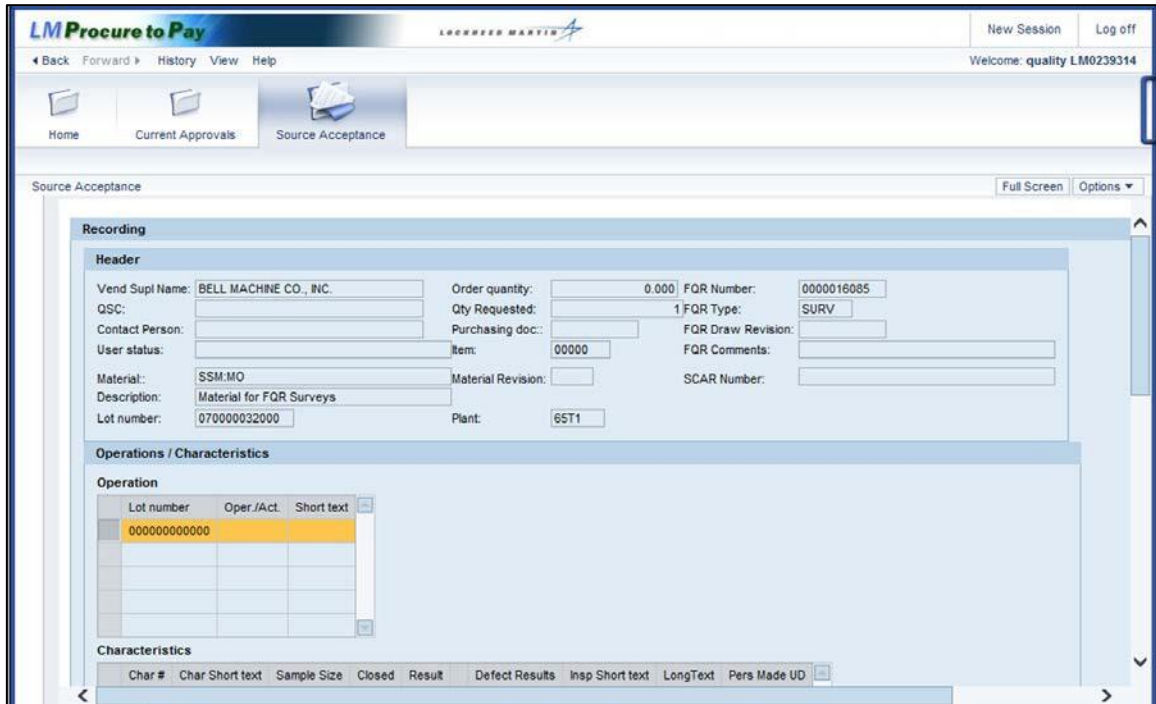 LM Procure to Pay LOCKHEED MARTIN New Session Log off
Back Forward History View Help Welcome: quality LM0239314
Home Current Approvals Source Acceptance
Source Acceptance Full Screen Options
Recording
Header
Vend Supl Name: BELL MACHINE CO., INC. Order quantity: 0.000 FQR Number: 0000016085
QSC: Qty Requested: 1 FQR Type: SURV
Contact Person: Purchasing doc:: FQR Draw Revision:
User status: Item: 00000 FQR Comments:
Material:: SSM:MO Material Revision: SCAR Number:
Description: Material for FQR Surveys
Lot number: 070000032000 Plant: 65T1
Operations / Characteristics
Operation
Lot number Oper./Act. Short text
000000000000
Characteristics
Char # Char Short text Sample Size Closed Result Defect Results Insp Short text LongText Pers Made UD